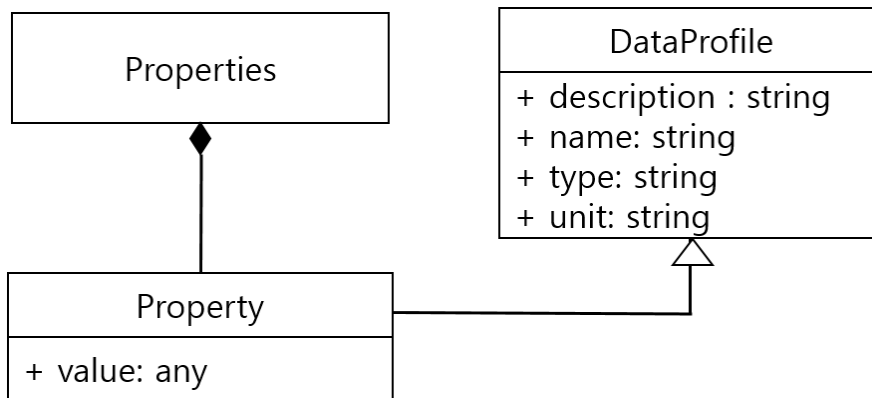 Properties
DataProfile
+ description : string
+ name: string
+ type: string
+ unit: string
Property
+ value: any